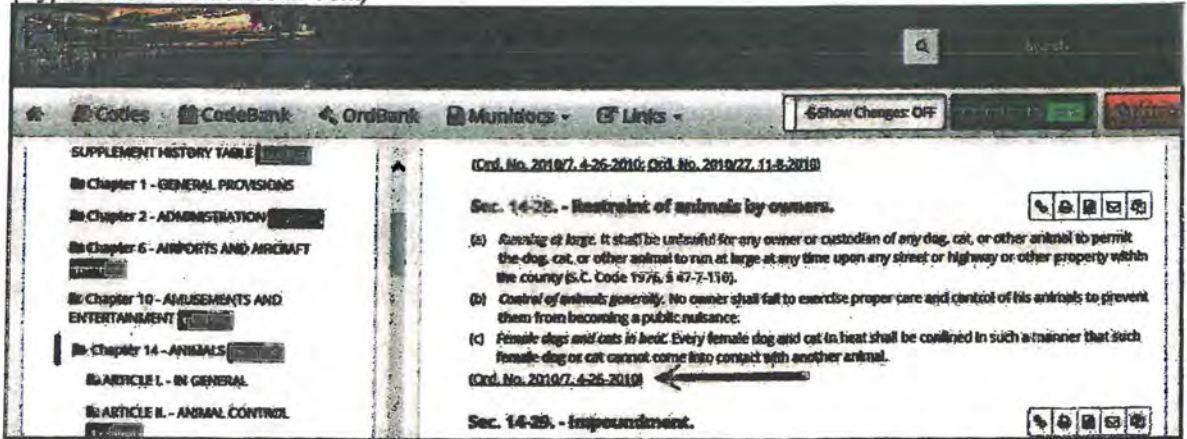 Codes CodeBank OrdBank Munidocs Links Show Changes: OFF
SUPPLEMENT HISTORY TABLE
Chapter 1 - GENERAL PROVISIONS
Chapter 2 - ADMINISTRATION
Chapter 6 - AIRPORTS AND AIRCRAFT
Chapter 10 - AMUSEMENTS AND
ENTERTAINMENT
Chapter 14 - ANIMALS
ARTICLE I. - IN GENERAL
ARTICLE II. - ANIMAL CONTROL
(Ord. No. 2010/7, 4-26-2010; Ord. No. 2010/27, 11-8-2010)
Sec. 14-28. - Restraint of animals by owners.
(a) Running at large. It shall be unlawful for any owner or custodian of any dog, cat, or other animal to permit
the dog, cat, or other animal to run at large at any time upon any street or highway or other property within
the county (S.C. Code 1976, § 47-7-110).
(b) Control of animals generally. No owner shall fail to exercise proper care and control of his animals to prevent
them from becoming a public nuisance.
(c) Female dogs and cats in heat. Every female dog and cat in heat shall be confined in such a manner that such
female dog or cat cannot come into contact with another animal.
(Ord. No. 2010/7, 4-26-2010)
Sec. 14-29. - Impoundment.